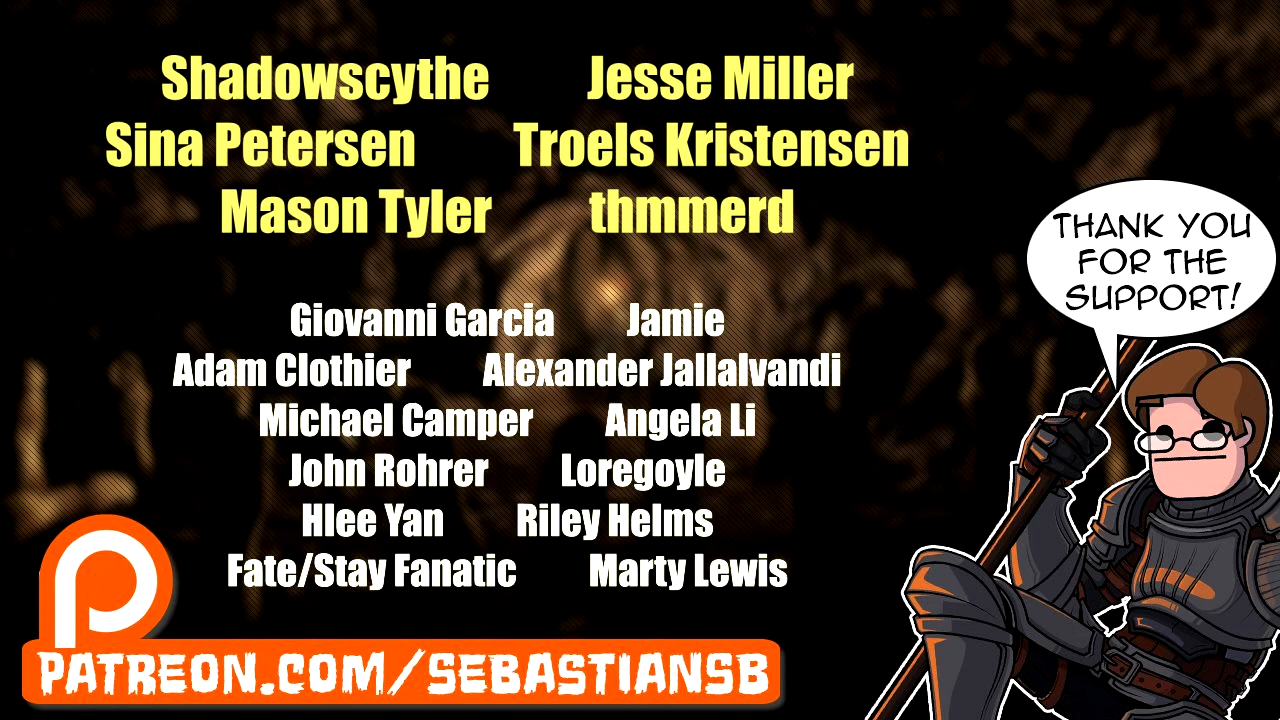 Shadowscythe Jesse Miller
Sina Petersen Troels Kristensen
Mason Tyler thmmerd
Giovanni Garcia Jamie
Adam Clothier Alexander Jallalvandi
Michael Camper Angela Li
John Rohrer Loregoyle
Hlee Yan Riley Helms
Fate/Stay Fanatic Marty Lewis
PATREON.COM/SEBASTIANSB
THANK YOU
FOR THE
SUPPORT!